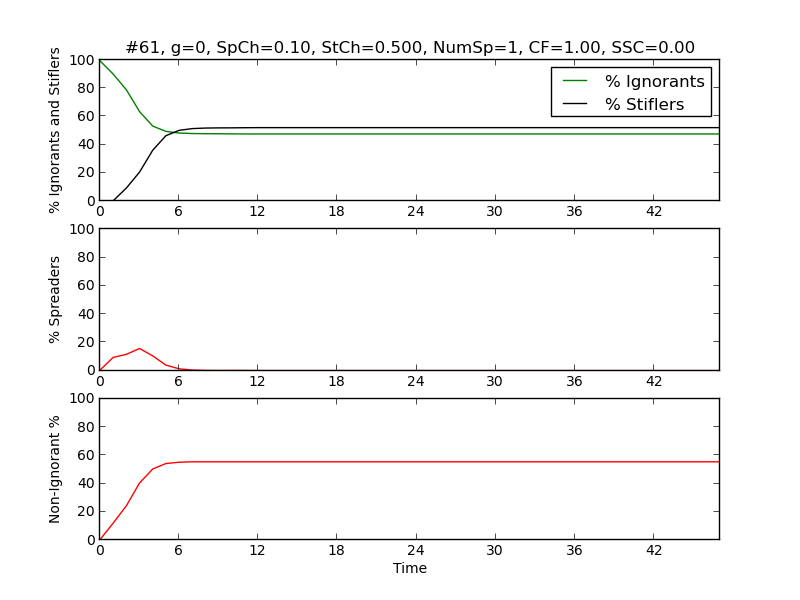 #61, g=0, SpCh=0.10, StCh=0.500, NumSp=1, CF=1.00, SSC=0.00
% Ignorants and Stiflers
100
80
60
40
20
0
% Ignorants
% Stiflers
0 6 12 18 24 30 36 42
% Spreaders
100
80
60
40
20
0
0 6 12 18 24 30 36 42
Non-Ignorant %
100
80
60
40
20
0
0 6 12 18 24 30 36 42
Time